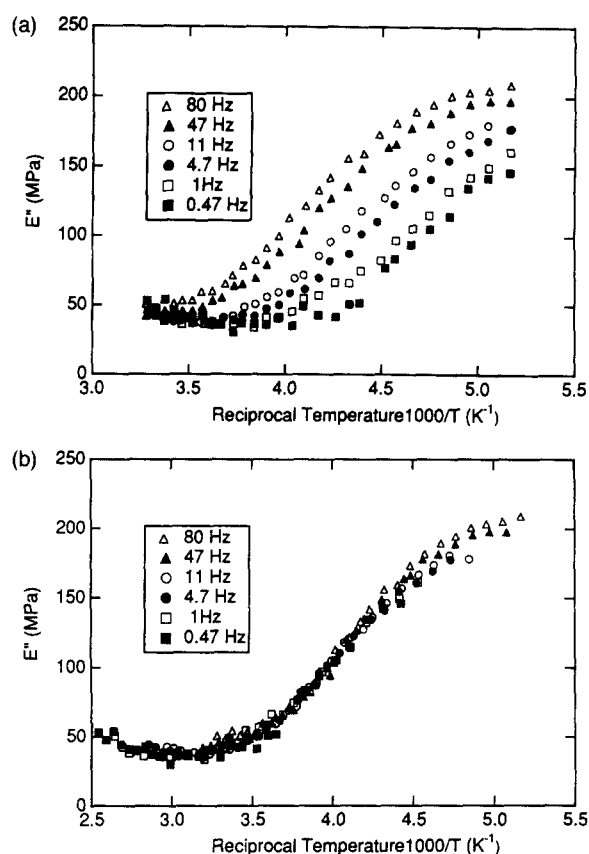 (a)
250
200
150
100
50
0
E" (MPa)
80 Hz
47 Hz
11 Hz
4.7 Hz
1Hz
0.47 Hz
3.0 3.5 4.0 4.5 5.0 5.5
Reciprocal Temperature1000/T (K-1)
(b)
250
200
150
100
50
0
E" (MPa)
80 Hz
47 Hz
11 Hz
4.7 Hz
1Hz
0.47 Hz
2.5 3.0 3.5 4.0 4.5 5.0 5.5
Reciprocal Temperature1000/T (K-1)